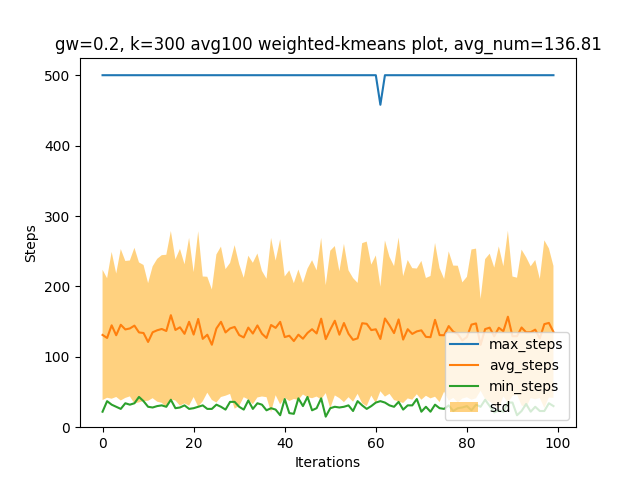 gw=0.2, k=300 avg100 weighted-kmeans plot, avg_num=136.81
500
400
300
200
100
0
Steps
max_steps
avg_steps
min_steps
std
0
20
40
60
80
100
Iterations